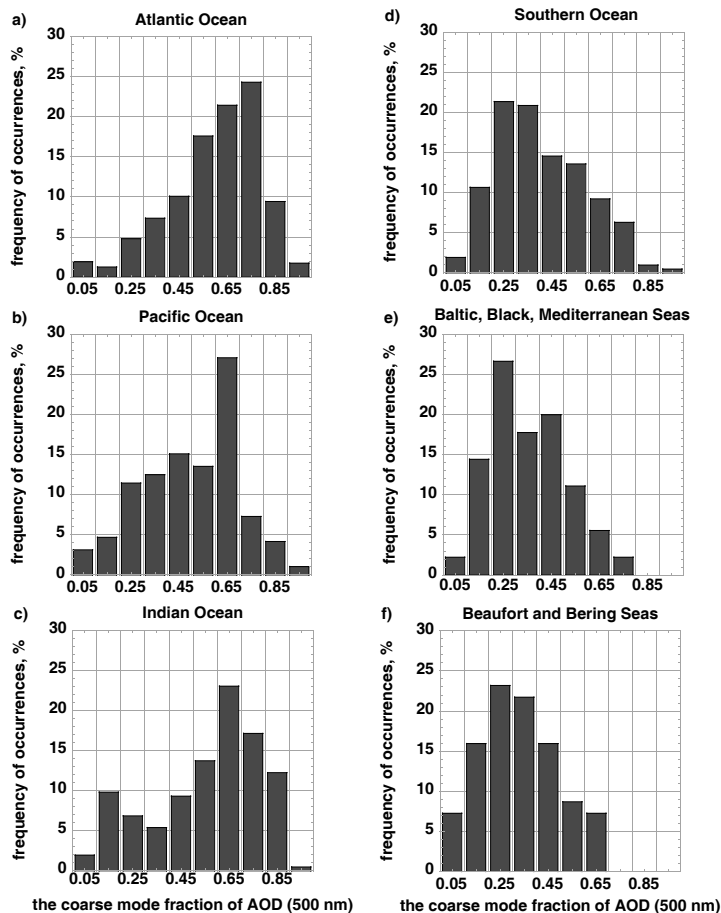 a)
Atlantic Ocean
frequency of occurrences, %
30
25
20
15
10
5
0
0.05 0.25 0.45 0.65 0.85
b)
Pacific Ocean
frequency of occurrences, %
30
25
20
15
10
5
0
0.05 0.25 0.45 0.65 0.85
c)
Indian Ocean
frequency of occurrences, %
30
25
20
15
10
5
0
0.05 0.25 0.45 0.65 0.85
the coarse mode fraction of AOD (500 nm)
d)
Southern Ocean
frequency of occurrences, %
30
25
20
15
10
5
0
0.05 0.25 0.45 0.65 0.85
e)
Baltic, Black, Mediterranean Seas
frequency of occurrences, %
30
25
20
15
10
5
0
0.05 0.25 0.45 0.65 0.85
f)
Beaufort and Bering Seas
frequency of occurrences, %
30
25
20
15
10
5
0
0.05 0.25 0.45 0.65 0.85
the coarse mode fraction of AOD (500 nm)